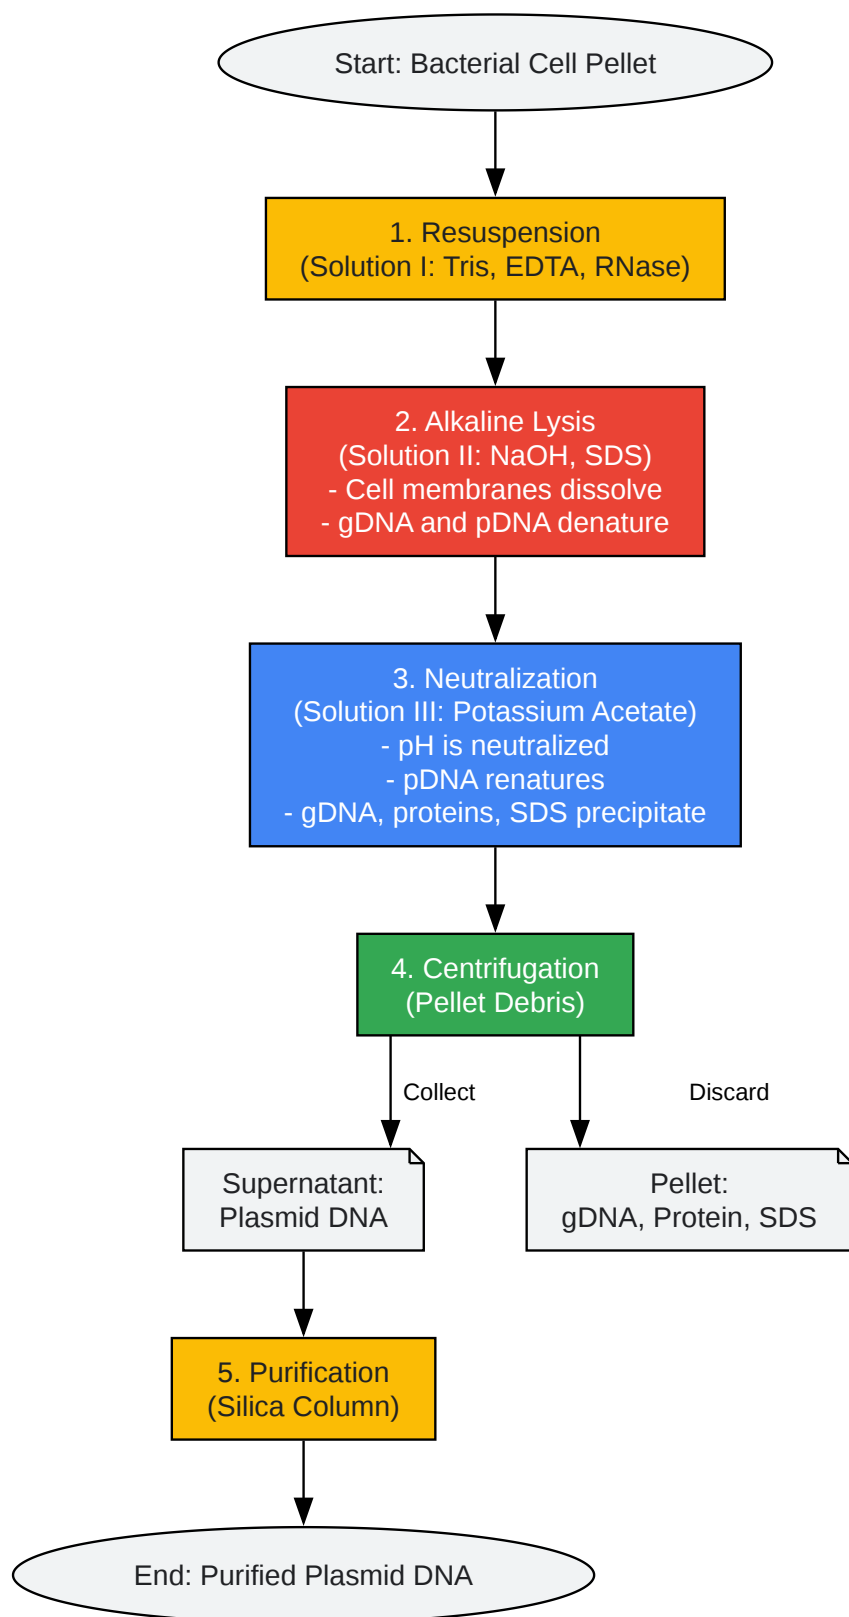 Start: Bacterial Cell Pellet
1. Resuspension
(Solution I: Tris, EDTA, RNase)
2. Alkaline Lysis
(Solution II: NaOH, SDS)
- Cell membranes dissolve
- gDNA and pDNA denature
3. Neutralization
(Solution III: Potassium Acetate)
- pH is neutralized
- pDNA renatures
- gDNA, proteins, SDS precipitate
4. Centrifugation
(Pellet Debris)
Collect
Discard
Supernatant:
Plasmid DNA
Pellet:
gDNA, Protein, SDS
5. Purification
(Silica Column)
End: Purified Plasmid DNA